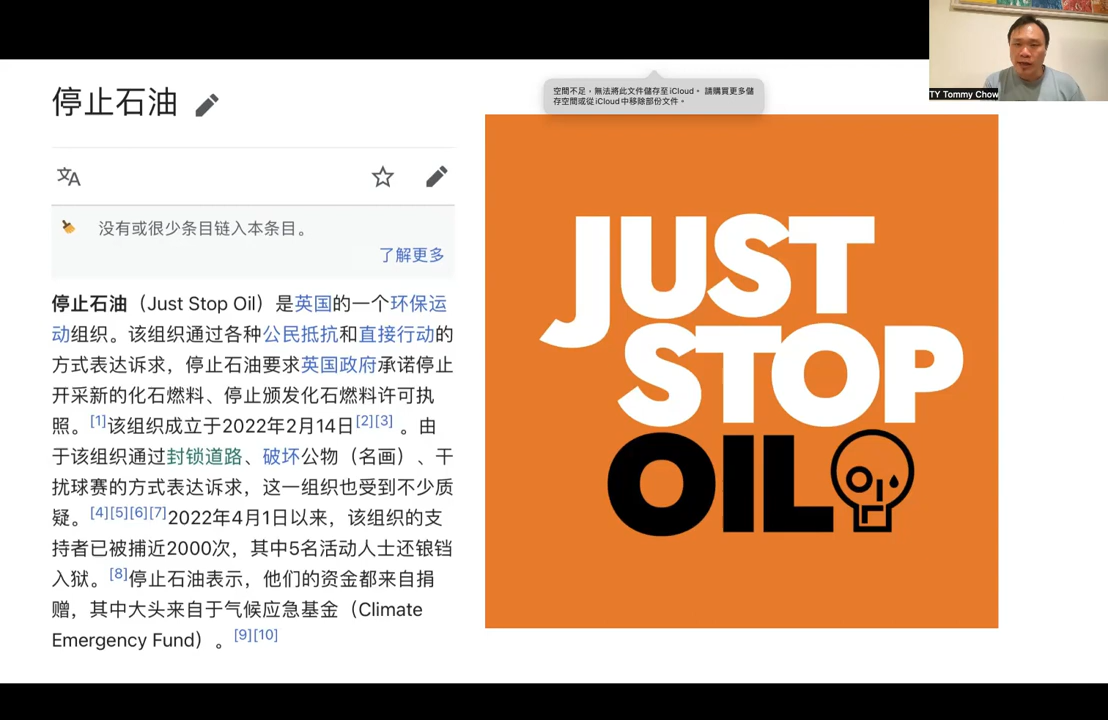 停止石油
没有或很少条目链入本条目。
了解更多
停止石油（Just Stop Oil）是英国的一个环保运
动组织。该组织通过各种公民抵抗和直接行动的
方式表达诉求，停止石油要求英国政府承诺停止
开采新的化石燃料、停止颁发化石燃料许可执
照。[1]该组织成立于2022年2月14日[2][3] 。由
于该组织通过封锁道路、破坏公物（名画）、干
扰球赛的方式表达诉求，这一组织也受到不少质
疑。[4][5][6][7]2022年4月1日以来，该组织的支
持者已被捕近2000次，其中5名活动人士还锒铛
入狱。[8]停止石油表示，他们的资金都来自捐
赠，其中大头来自于气候应急基金（Climate
Emergency Fund）。[9][10]
空間不足，無法將此文件儲存至 iCloud。 請購買更多儲
存空間或從 iCloud 中移除部份文件。
JUST
STOP
OIL
TY Tommy Chow